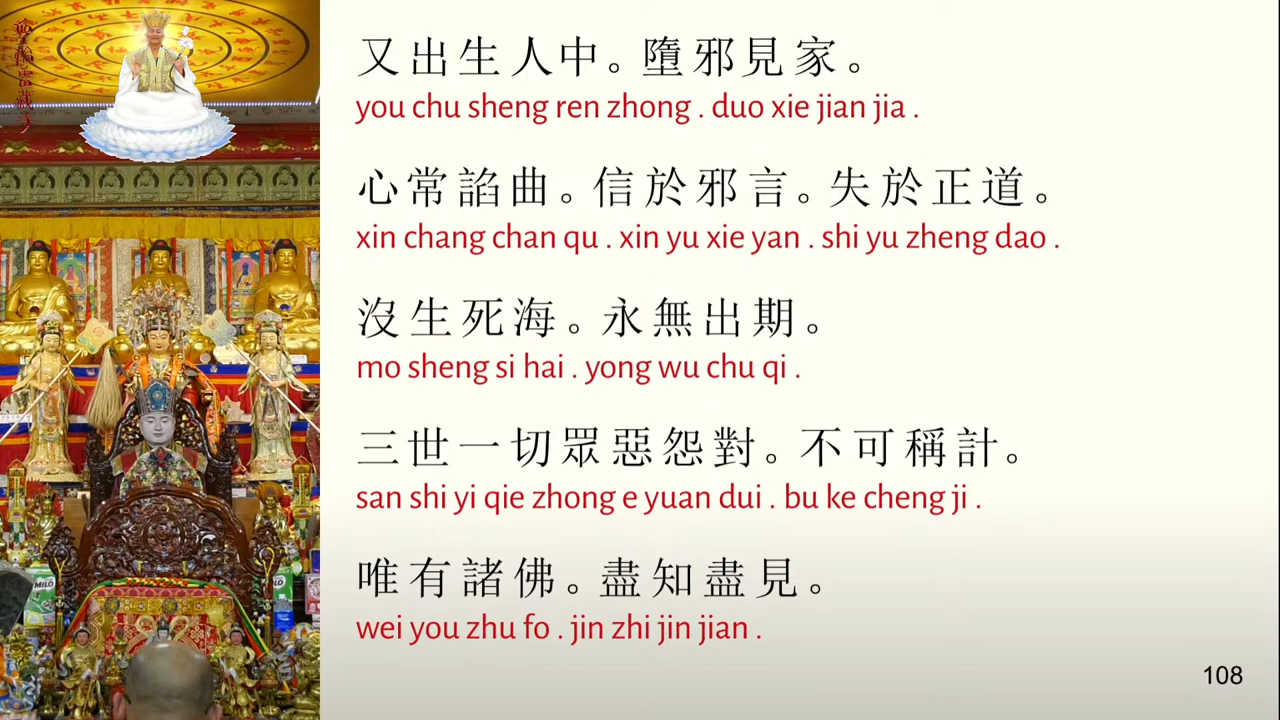 又出生人中。墮邪見家。
you chu sheng ren zhong . duo xie jian jia .
心常諂曲。信於邪言。失於正道。
xin chang chan qu . xin yu xie yan . shi yu zheng dao .
沒生死海。永無出期。
mo sheng si hai . yong wu chu qi .
三世一切眾惡怨對。不可稱計。
san shi yi qie zhong e yuan dui . bu ke cheng ji .
唯有諸佛。盡知盡見。
wei you zhu fo . jin zhi jin jian .
108
MILO